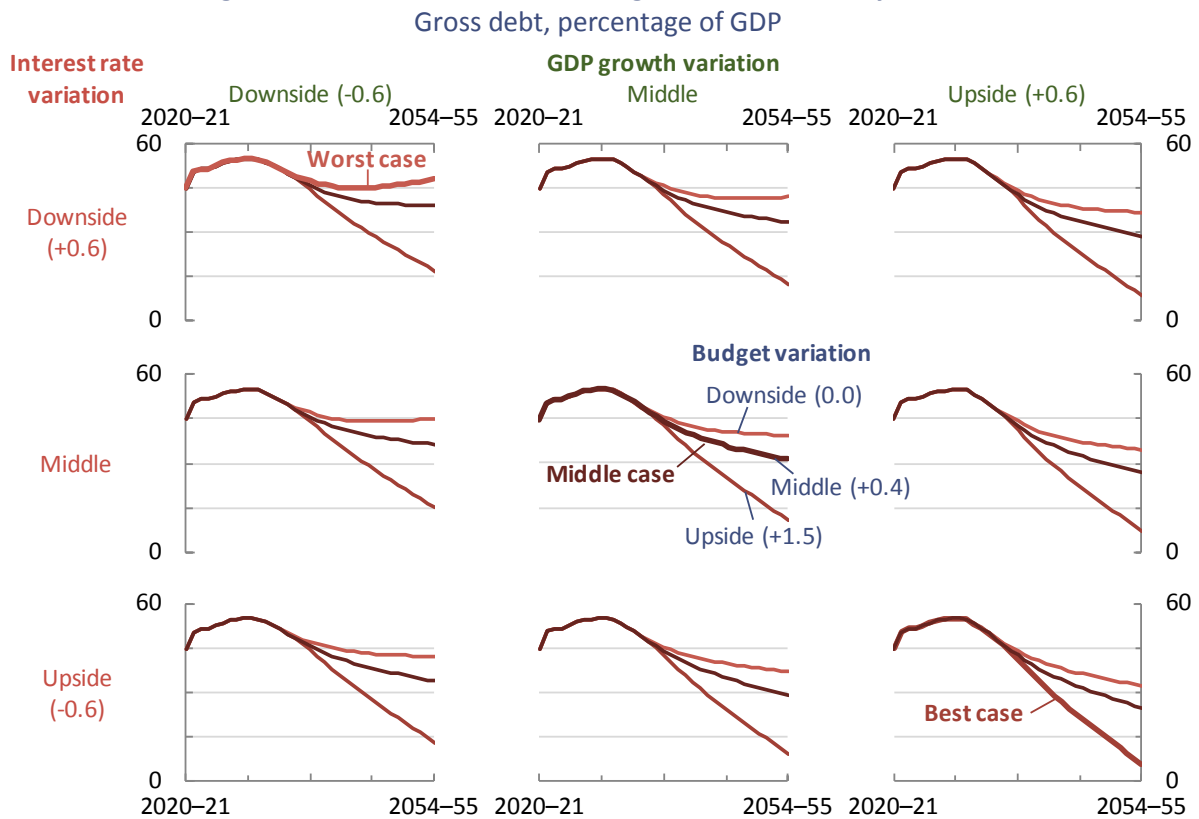 Gross debt, percentage of GDP
Interest rate variation
GDP growth variation
Downside (-0.6)
Middle
Upside (+0.6)
2020–21
2054–55
2020–21
2054–55
2020–21
2054–55
60
60
Worst case
Downside
(+0.6)
0
0
60
60
Budget variation
Downside (0.0)
Middle
Middle case
Middle (+0.4)
Upside (+1.5)
0
0
60
60
Upside
(-0.6)
Best case
0
0
2020–21
2054–55
2020–21
2054–55
2020–21
2054–55